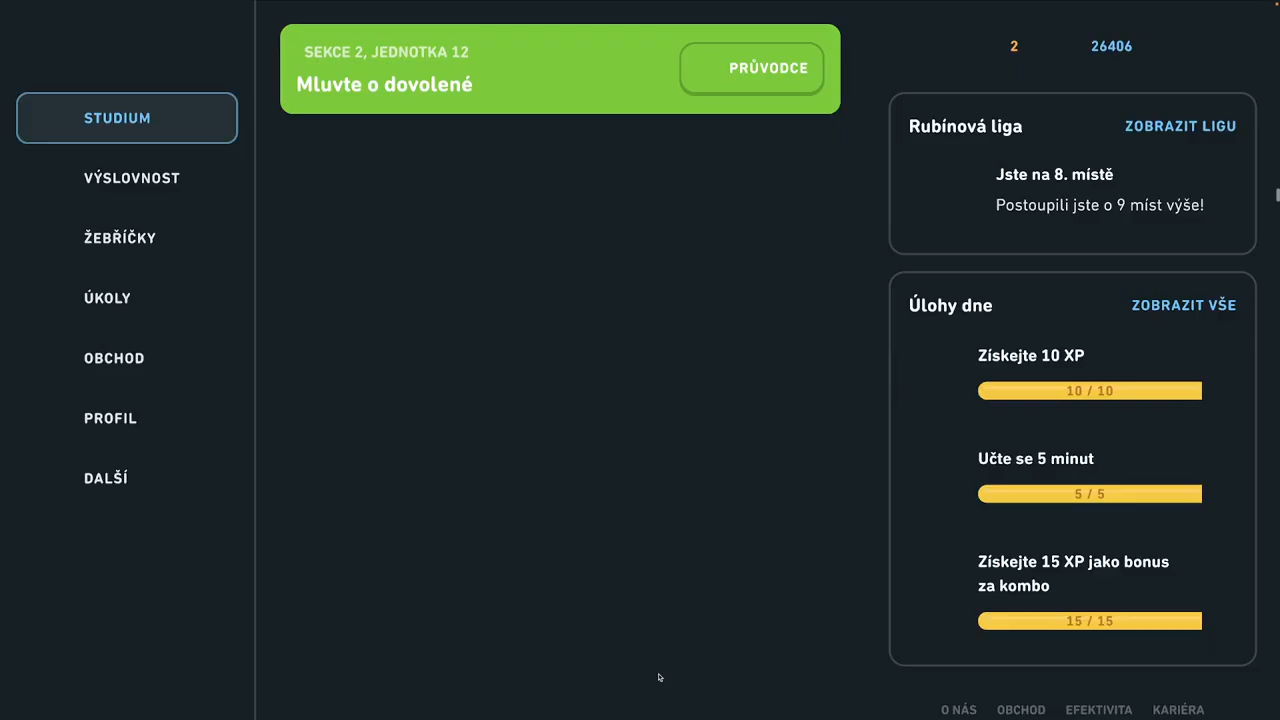 STUDIUM
VÝSLOVNOST
ŽEBŘÍČKY
ÚKOLY
OBCHOD
PROFIL
DALŠÍ
SEKCE 2, JEDNOTKA 12
Mluvte o dovolené
PRŮVODCE
2 26406
Rubínová liga ZOBRAZIT LIGU
Jste na 8. místě
Postoupili jste o 9 míst výše!
Úlohy dne ZOBRAZIT VŠE
Získejte 10 XP
10 / 10
Učte se 5 minut
5 / 5
Získejte 15 XP jako bonus
za kombo
15 / 15
O NÁS OBCHOD EFEKTIVITA KARIÉRA